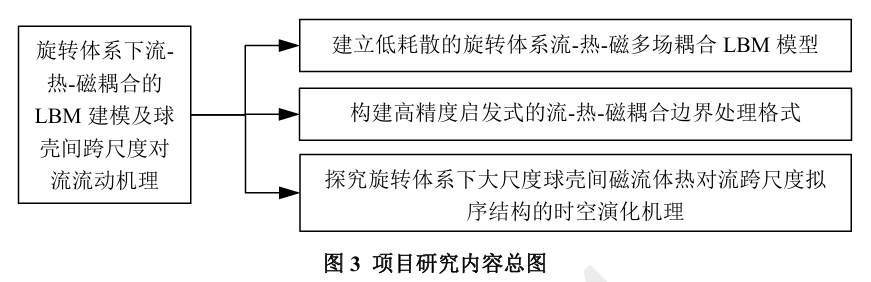 旋转体系下流-
热-磁耦合的
LBM 建模及球
壳间跨尺度对
流流动机理
建立低耗散的旋转体系流-热-磁多场耦合 LBM 模型
构建高精度启发式的流-热-磁耦合边界处理格式
探究旋转体系下大尺度球壳间磁流体热对流跨尺度拟
序结构的时空演化机理
图 3 项目研究内容总图